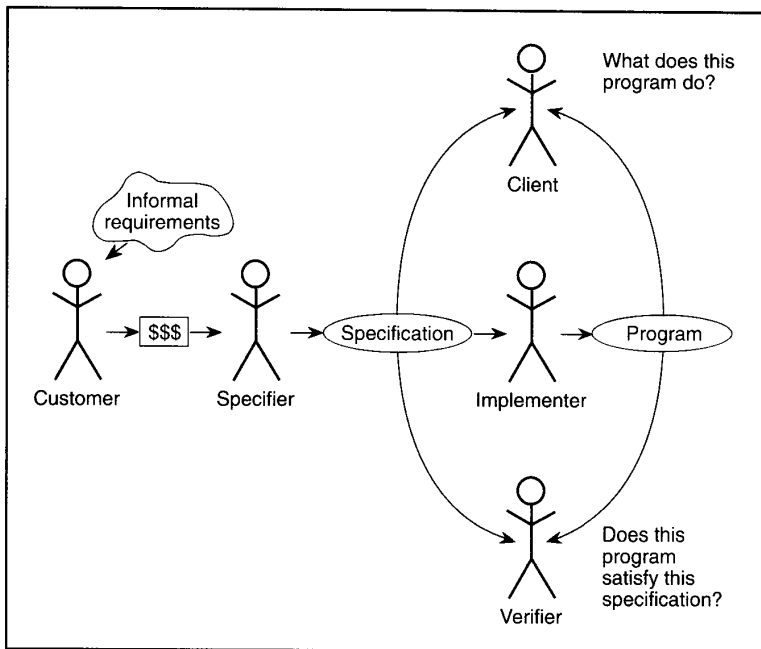 What does this
program do?
Client
Informal
requirements
$$$
Specification
Program
Customer
Specifier
Implementer
Does this
program
satisfy this
specification?
Verifier